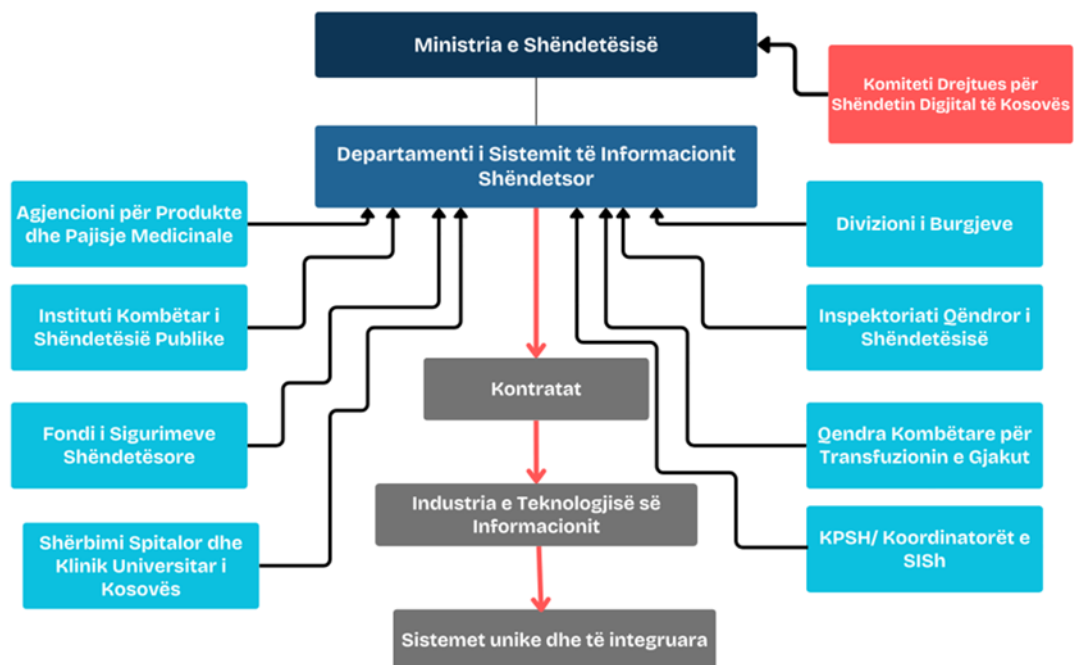 Ministria e Shëndetësisë
Komiteti Drejtues për
Shëndetin Digjital të Kosovës
Departamenti i Sistemit të Informacionit
Shëndetsor
Agjencioni për Produkte
dhe Pajisje Medicinale
Divizioni i Burgjeve
Instituti Kombëtar i
Shëndetësië Publike
Inspektoriati Qëndror i
Shëndetësisë
Kontratat
Fondi i Sigurimeve
Shëndetësore
Qendra Kombëtare për
Transfuzionin e Gjakut
Industria e Teknologjisë së
Informacionit
Shërbimi Spitalor dhe
Klinik Universitar i
Kosovës
KPSH/ Koordinatorët e
SISh
Sistemet unike dhe të integruara